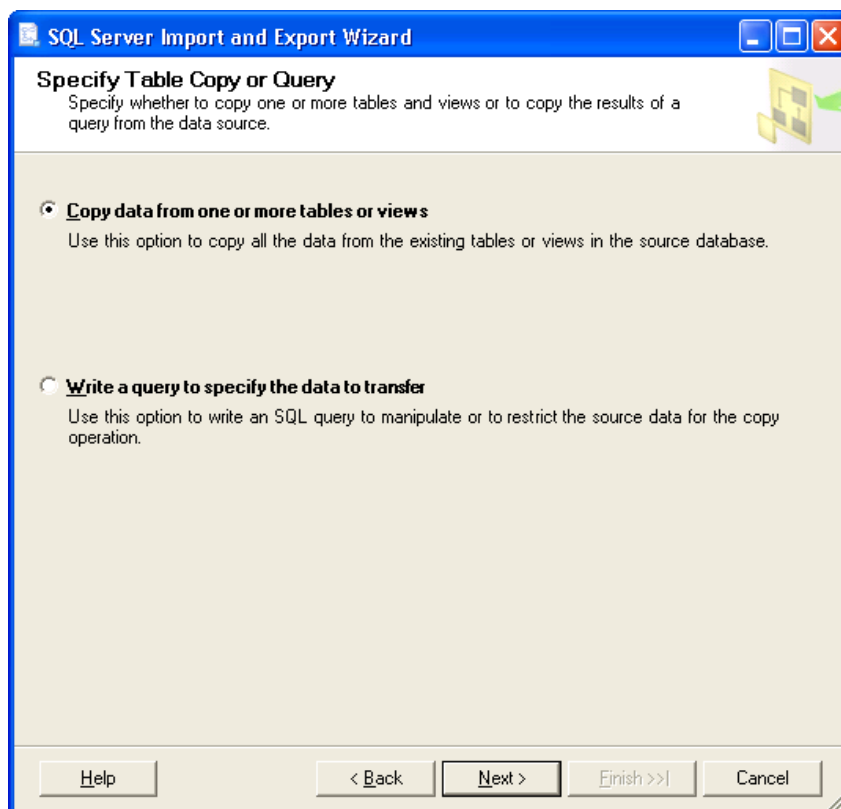 SQL Server Import and Export Wizard
Specify Table Copy or Query
Specify whether to copy one or more tables and views or to copy the results of a
query from the data source.
Copy data from one or more tables or views
Use this option to copy all the data from the existing tables or views in the source database.
Write a query to specify the data to transfer
Use this option to write an SQL query to manipulate or to restrict the source data for the copy
operation.
Help
< Back
Next >
Finish >>|
Cancel